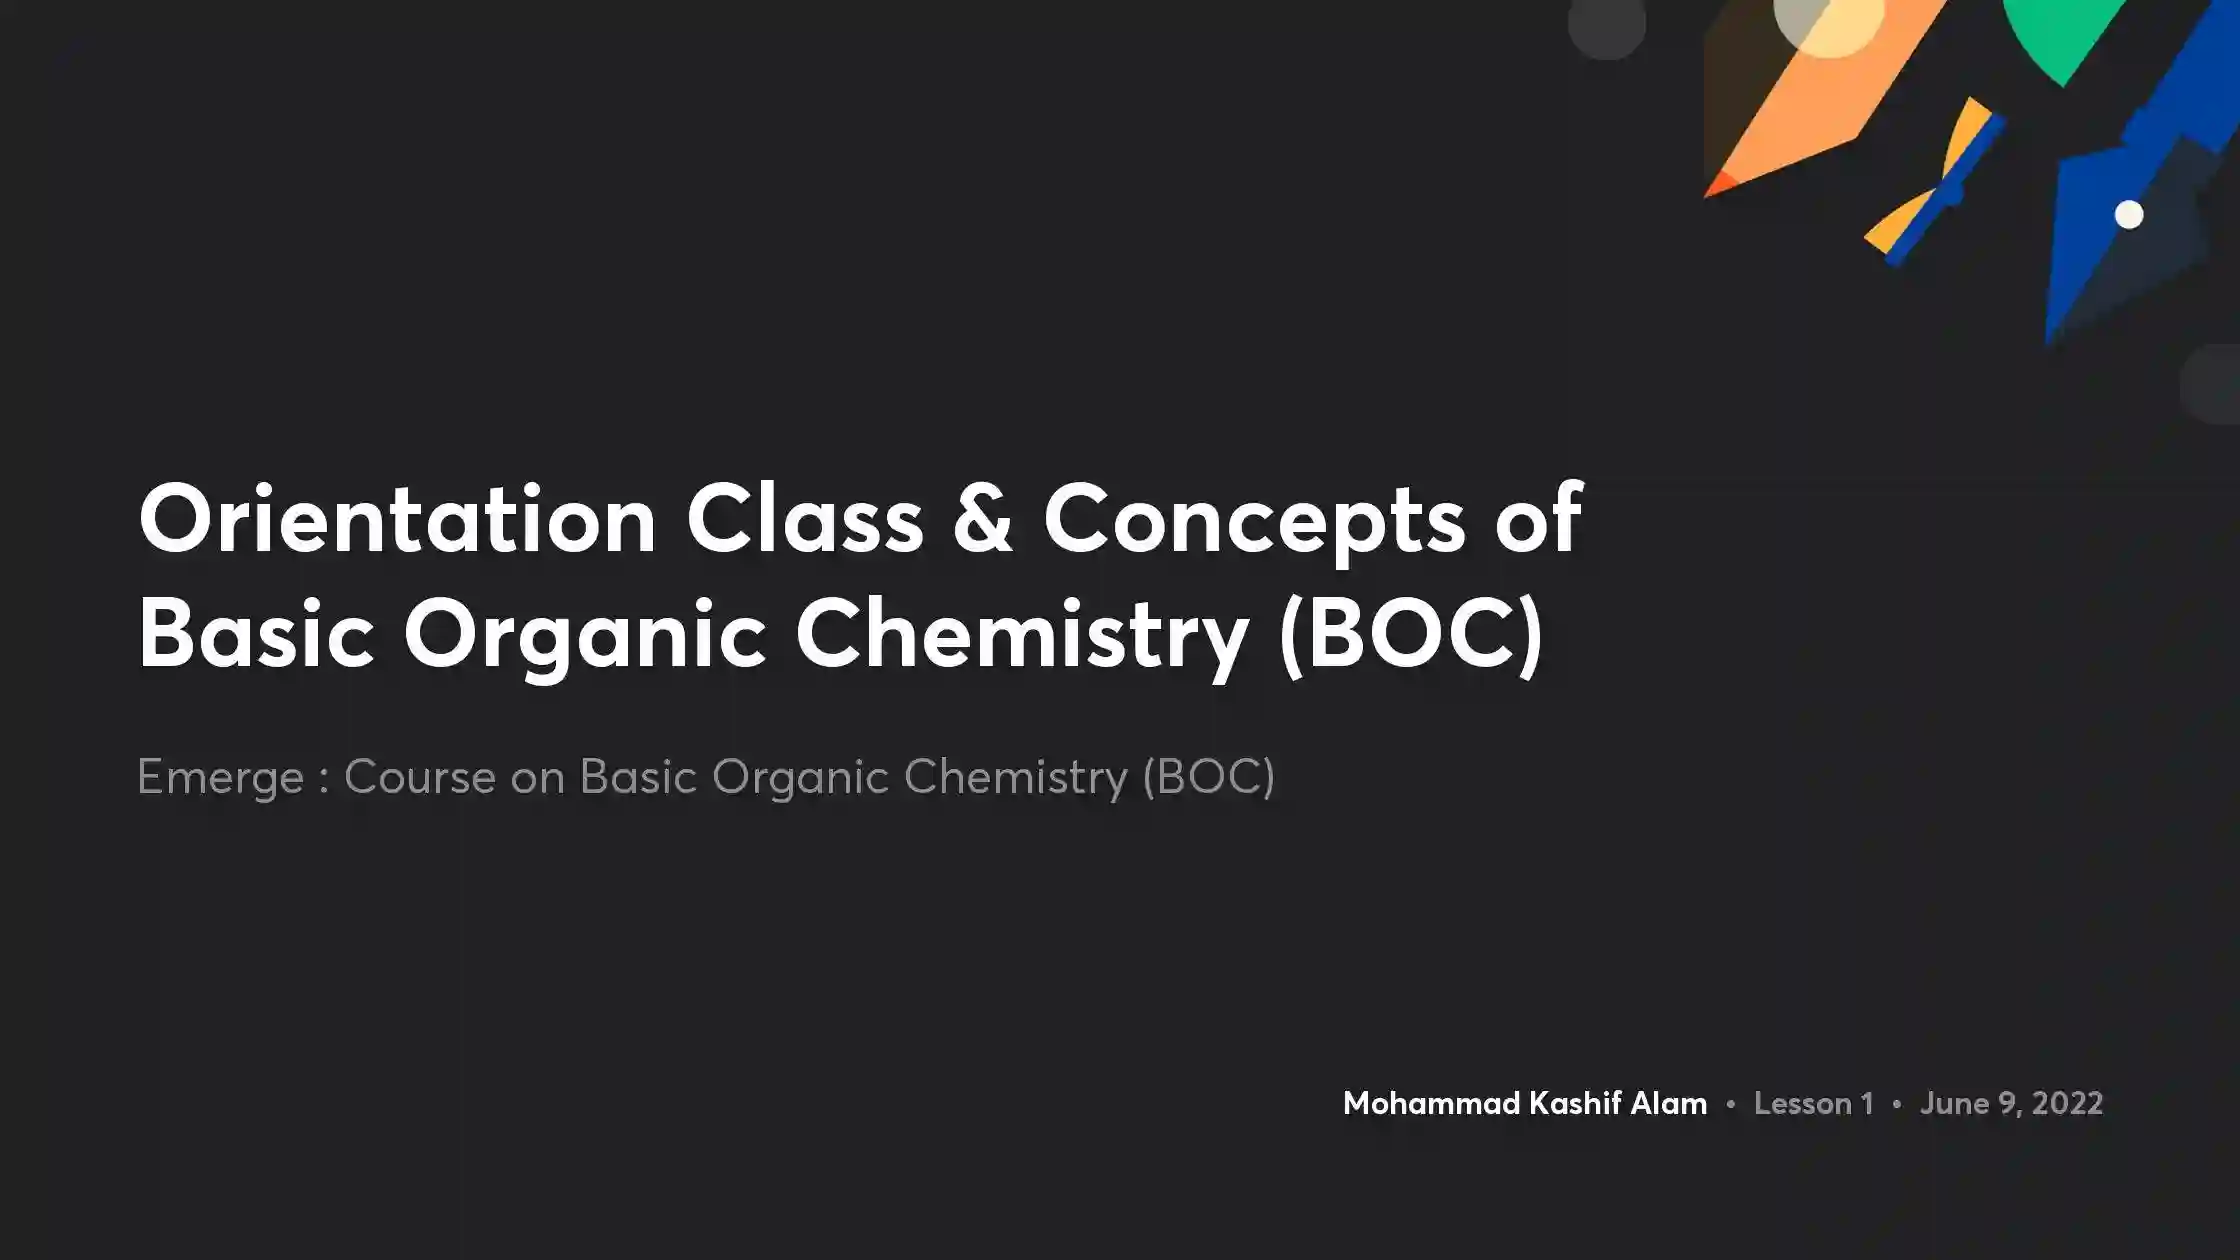 Orientation Class & Concepts of
Basic Organic Chemistry (BOC)
Emerge : Course on Basic Organic Chemistry (BOC)
Mohammad Kashif Alam • Lesson 1 • June 9, 2022